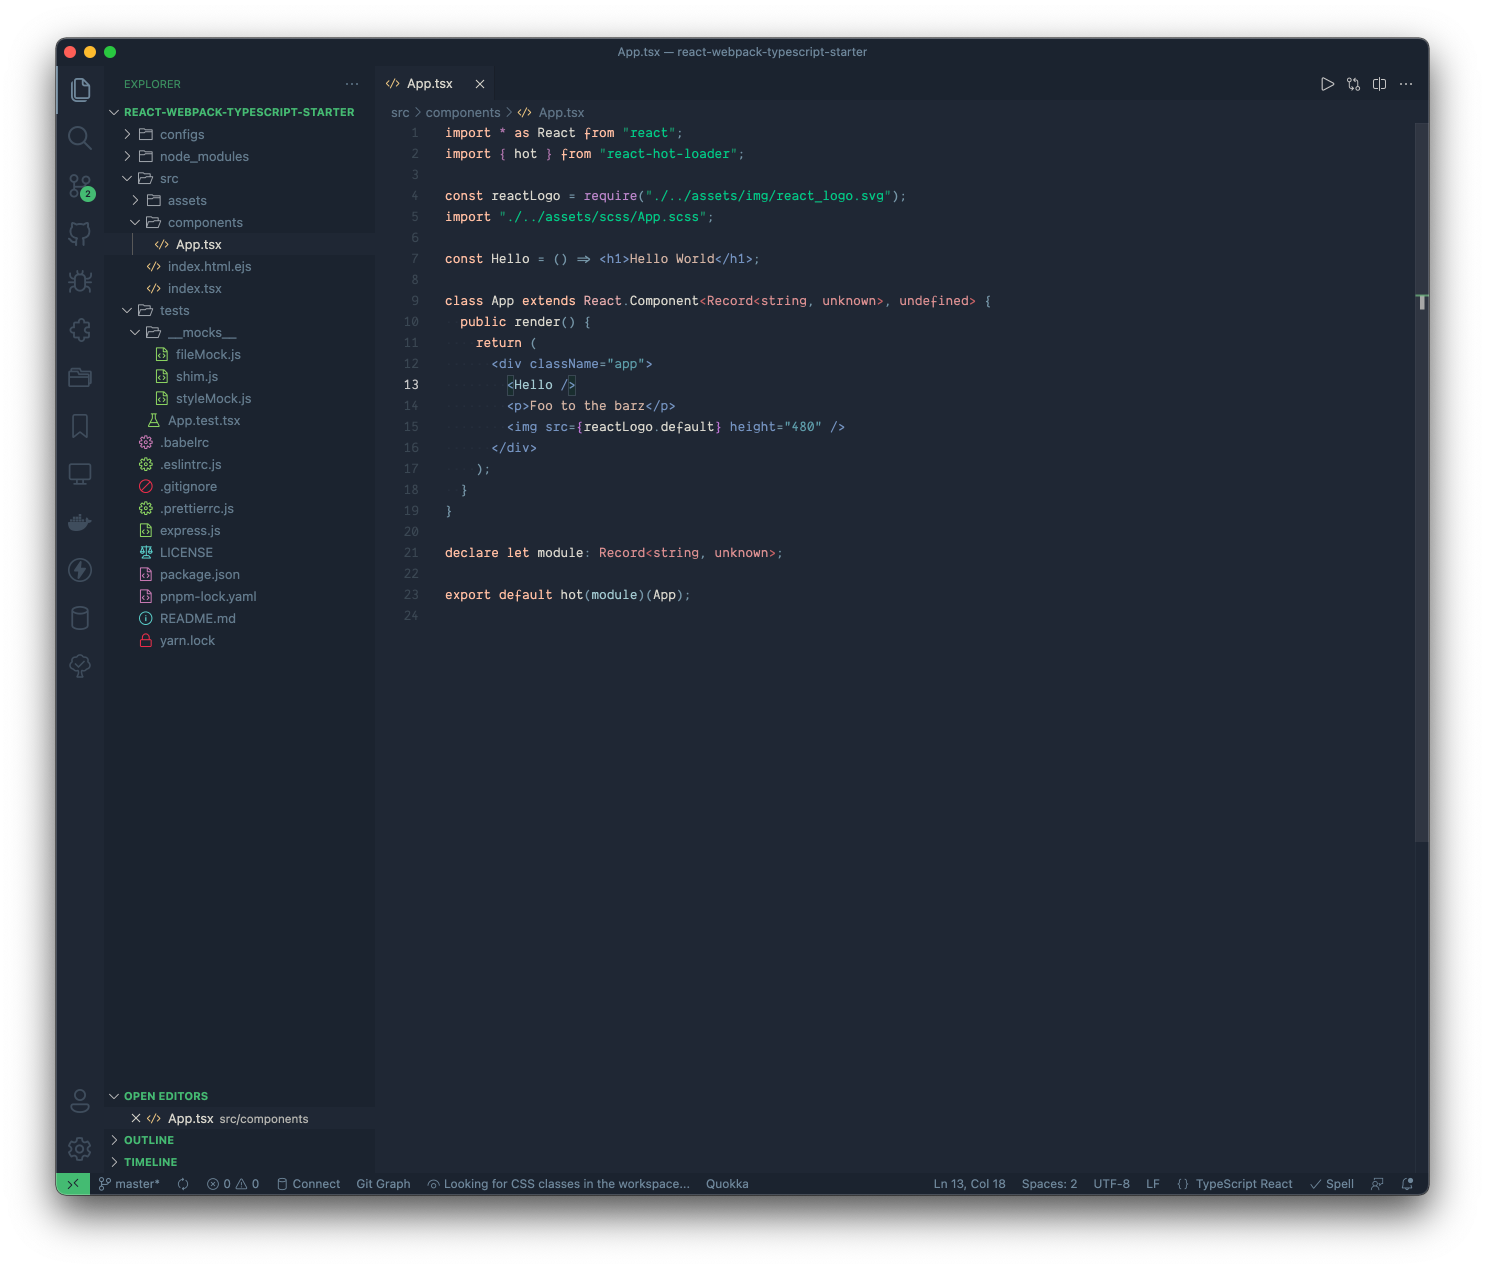 App.tsx — react-webpack-typescript-starter
EXPLORER
REACT-WEBPACK-TYPESCRIPT-STARTER
configs
node_modules
src
assets
components
App.tsx
index.html.ejs
index.tsx
tests
__mocks__
fileMock.js
shim.js
styleMock.js
App.test.tsx
.babelrc
.eslintrc.js
.gitignore
.prettierrc.js
express.js
LICENSE
package.json
pnpm-lock.yaml
README.md
yarn.lock
2
OPEN EDITORS
App.tsx src/components
OUTLINE
TIMELINE
App.tsx
src > components > App.tsx
1 import * as React from "react";
2 import { hot } from "react-hot-loader";
3
4 const reactLogo = require("./../assets/img/react_logo.svg");
5 import "./../assets/scss/App.scss";
6
7 const Hello = () => <h1>Hello World</h1>;
8
9 class App extends React.Component<Record<string, unknown>, undefined> {
10   public render() {
11     return (
12       <div className="app">
13         <Hello />
14         <p>Foo to the barz</p>
15         <img src={reactLogo.default} height="480" />
16       </div>
17     );
18   }
19 }
20
21 declare let module: Record<string, unknown>;
22
23 export default hot(module)(App);
24
master* 0 0 Connect Git Graph Looking for CSS classes in the workspace... Quokka Ln 13, Col 18 Spaces: 2 UTF-8 LF {} TypeScript React Spell